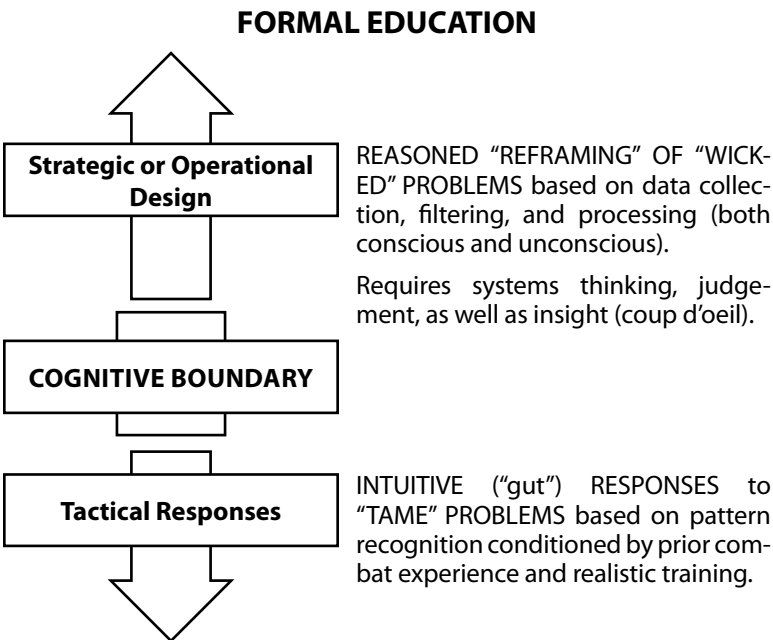 FORMAL EDUCATION
Strategic or Operational
Design
REASONED “REFRAMING” OF “WICK-
ED” PROBLEMS based on data collec-
tion, filtering, and processing (both
conscious and unconscious).
Requires systems thinking, judge-
ment, as well as insight (coup d’oeil).
COGNITIVE BOUNDARY
Tactical Responses
INTUITIVE (“gut”) RESPONSES to
“TAME” PROBLEMS based on pattern
recognition conditioned by prior com-
bat experience and realistic training.